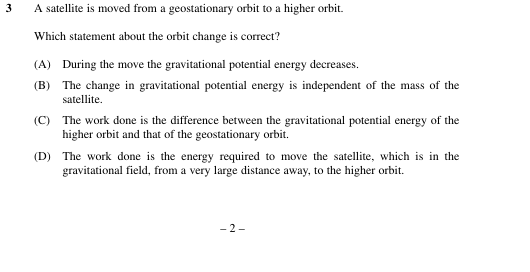 3 A satellite is moved from a geostationary orbit to a higher orbit.
Which statement about the orbit change is correct?
(A) During the move the gravitational potential energy decreases.
(B) The change in gravitational potential energy is independent of the mass of the
satellite.
(C) The work done is the difference between the gravitational potential energy of the
higher orbit and that of the geostationary orbit.
(D) The work done is the energy required to move the satellite, which is in the
gravitational field, from a very large distance away, to the higher orbit.
– 2 –